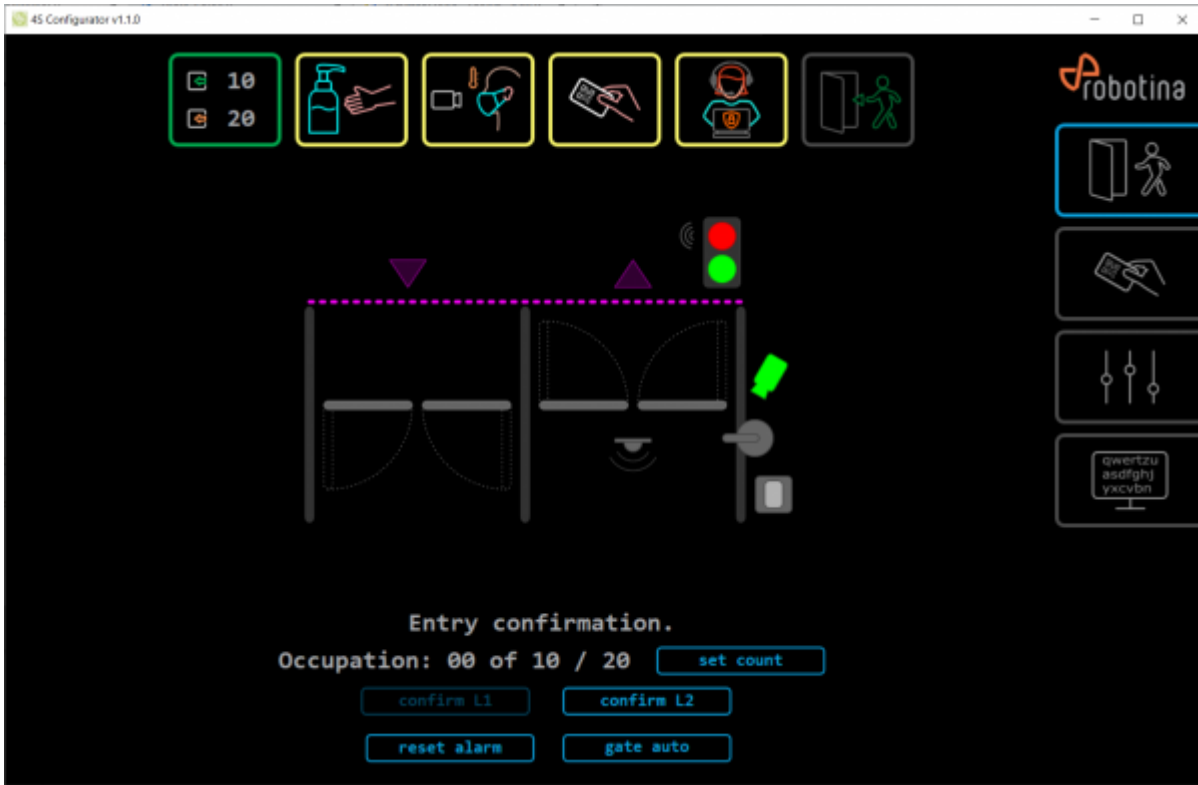 4S Configurator v1.1.0
10
20
robotina
qwertzu
asdfghj
yxcvbn
Entry confirmation.
Occupation: 00 of 10 / 20
set count
confirm L1
confirm L2
reset alarm
gate auto